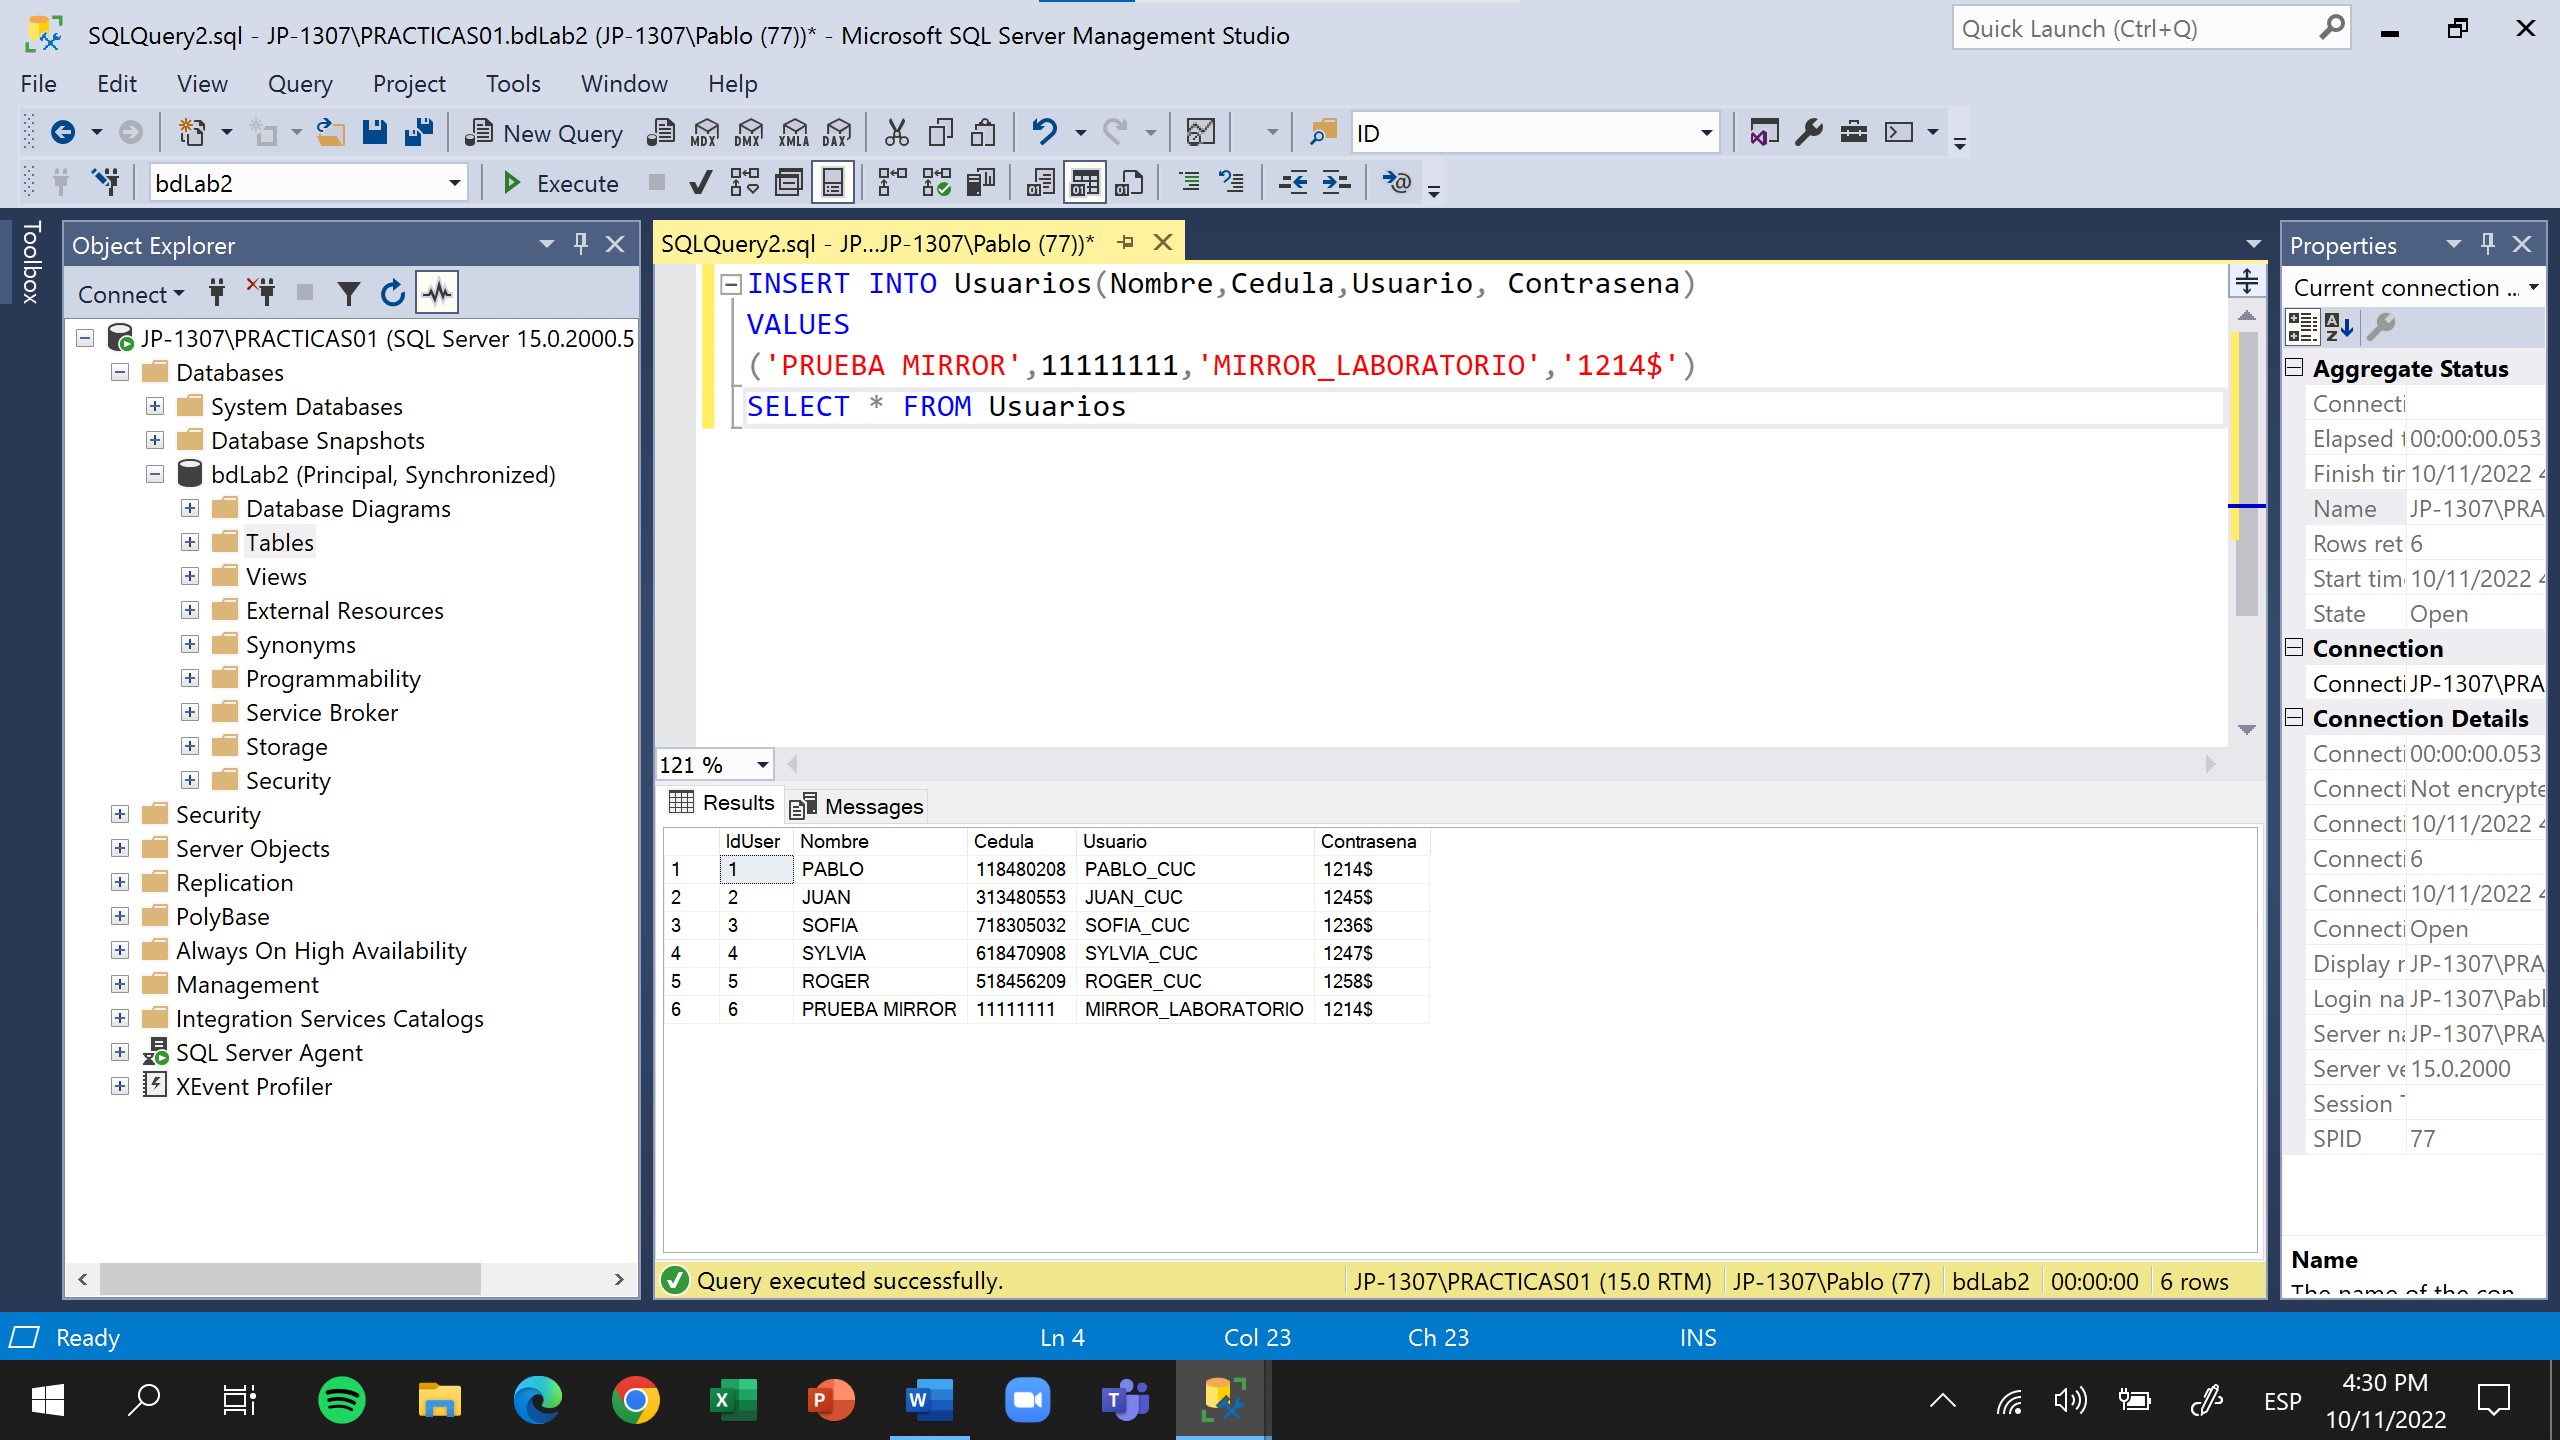 SQLQuery2.sql - JP-1307\PRACTICAS01.bdLab2 (JP-1307\Pablo (77))* - Microsoft SQL Server Management Studio
Quick Launch (Ctrl+Q)
File Edit View Query Project Tools Window Help
New Query MDX DMX XMLA DAX ID
bdLab2 Execute
Toolbox
Object Explorer
Connect
JP-1307\PRACTICAS01 (SQL Server 15.0.2000.5
Databases
System Databases
Database Snapshots
bdLab2 (Principal, Synchronized)
Database Diagrams
Tables
Views
External Resources
Synonyms
Programmability
Service Broker
Storage
Security
Security
Server Objects
Replication
PolyBase
Always On High Availability
Management
Integration Services Catalogs
SQL Server Agent
XEvent Profiler
SQLQuery2.sql - JP...JP-1307\Pablo (77))*
INSERT INTO Usuarios(Nombre,Cedula,Usuario, Contrasena)
VALUES
('PRUEBA MIRROR',11111111,'MIRROR_LABORATORIO','1214$')
SELECT * FROM Usuarios
121 %
Results Messages
IdUser Nombre Cedula Usuario Contrasena
1 1 PABLO 118480208 PABLO_CUC 1214$
2 2 JUAN 313480553 JUAN_CUC 1245$
3 3 SOFIA 718305032 SOFIA_CUC 1236$
4 4 SYLVIA 618470908 SYLVIA_CUC 1247$
5 5 ROGER 518456209 ROGER_CUC 1258$
6 6 PRUEBA MIRROR 11111111 MIRROR_LABORATORIO 1214$
Query executed successfully. JP-1307\PRACTICAS01 (15.0 RTM) JP-1307\Pablo (77) bdLab2 00:00:00 6 rows
Properties
Current connection ...
Aggregate Status
Connecti
Elapsed t 00:00:00.053
Finish tir 10/11/2022 4
Name JP-1307\PRA
Rows ret 6
Start tim 10/11/2022 4
State Open
Connection
Connecti JP-1307\PRA
Connection Details
Connecti 00:00:00.053
Connecti Not encrypte
Connecti 10/11/2022 4
Connecti 6
Connecti 10/11/2022 4
Connecti Open
Display r JP-1307\PRA
Login na JP-1307\Pabl
Server na JP-1307\PRA
Server ve 15.0.2000
Session
SPID 77
Name
The name of the con
Ready Ln 4 Col 23 Ch 23 INS
ESP
4:30 PM
10/11/2022